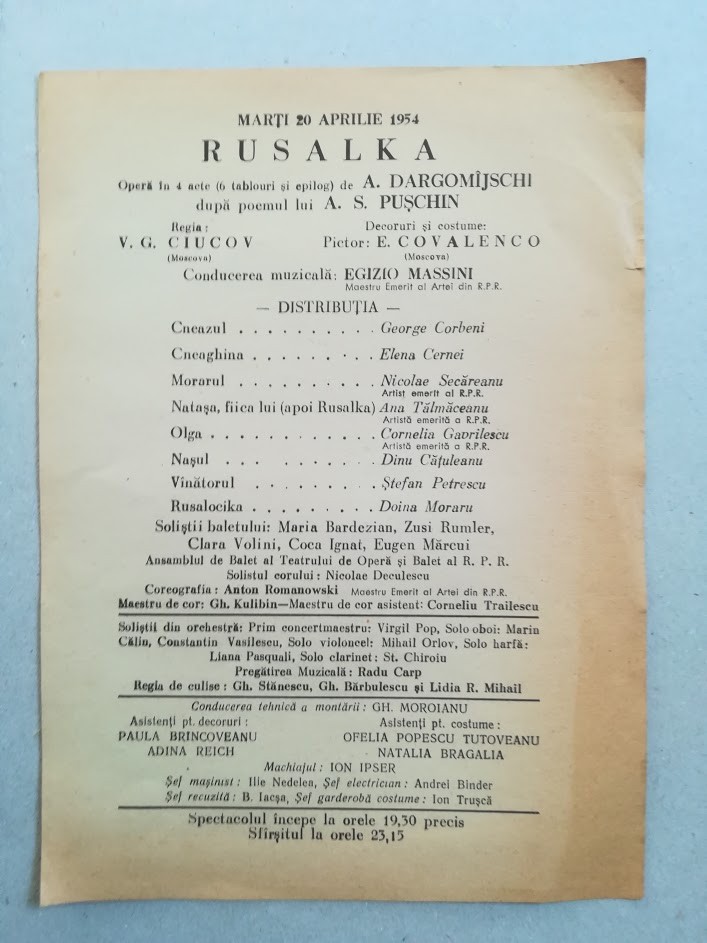 MARȚI 20 APRILIE 1954
RUSALKA
Operă în 4 acte (6 tablouri și epilog) de A. DARGOMÎJSCHI
după poemul lui A. S. PUȘCHIN
Regia: Decoruri și costume:
V. G. CIUCOV Pictor: E. COVALENCO
(Moscova) (Moscova)
Conducerea muzicală: EGIZIO MASSINI
Maestru Emerit al Artei din R.P.R.
— DISTRIBUȚIA —
Cneazul . . . . . . . . . . George Corbeni
Cneaghina . . . . . . . . . Elena Cernei
Morarul . . . . . . . . . . Nicolae Secăreanu
Artist emerit al R.P.R.
Natașa, fiica lui (apoi Rusalka) Ana Tălmăceanu
Artistă emerită a R.P.R.
Olga . . . . . . . . . . . . Cornelia Gavrilescu
Artistă emerită a R.P.R.
Nașul . . . . . . . . . Dinu Cățuleanu
Vînătorul . . . . . . . . Ștefan Petrescu
Rusalocika . . . . . . . . . Doina Moraru
Soliștii baletului: Maria Bardezian, Zusi Rumler,
Clara Volini, Coca Ignat, Eugen Mărcui
Ansamblul de Balet al Teatrului de Operă și Balet al R. P. R.
Solistul corului: Nicolae Deculescu
Coreografia: Anton Romanowski Maestru Emerit al Artei din R.P.R.
Maestru de cor: Gh. Kulibin—Maestru de cor asistent: Corneliu Trailescu
Soliștii din orchestră: Prim concertmaestru: Virgil Pop, Solo oboi: Marin
Călin, Constantin Vasilescu, Solo violoncel: Mihail Orlov, Solo harfă:
Liana Pasquali, Solo clarinet: St. Chiroiu
Pregătirea Muzicală: Radu Carp
Regia de culise: Gh. Stănescu, Gh. Bărbulescu și Lidia R. Mihail
Conducerea tehnică a montării: GH. MOROIANU
Asistenți pt. decoruri: Asistenți pt. costume:
PAULA BRINCOVEANU OFELIA POPESCU TUTOVEANU
ADINA REICH NATALIA BRAGALIA
Machiajul: ION IPSER
Șef mașinist: Ilie Nedelea, Șef electrician: Andrei Binder
Șef recuzită: B. Iacșa, Șef garderobă costume: Ion Trușcă
Spectacolul începe la orele 19,30 precis
Sfîrșitul la orele 23,15